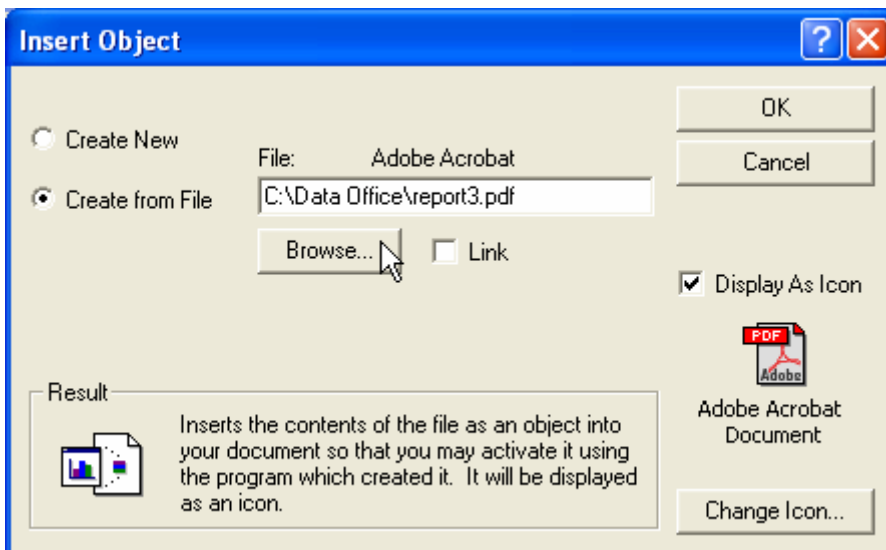 Insert Object
OK
Create New
File: Adobe Acrobat
Cancel
Create from File
C:\Data Office\report3.pdf
Browse...
Link
Display As Icon
PDF
Adobe
Adobe Acrobat
Document
Result
Inserts the contents of the file as an object into
your document so that you may activate it using
the program which created it. It will be displayed
as an icon.
Change Icon...